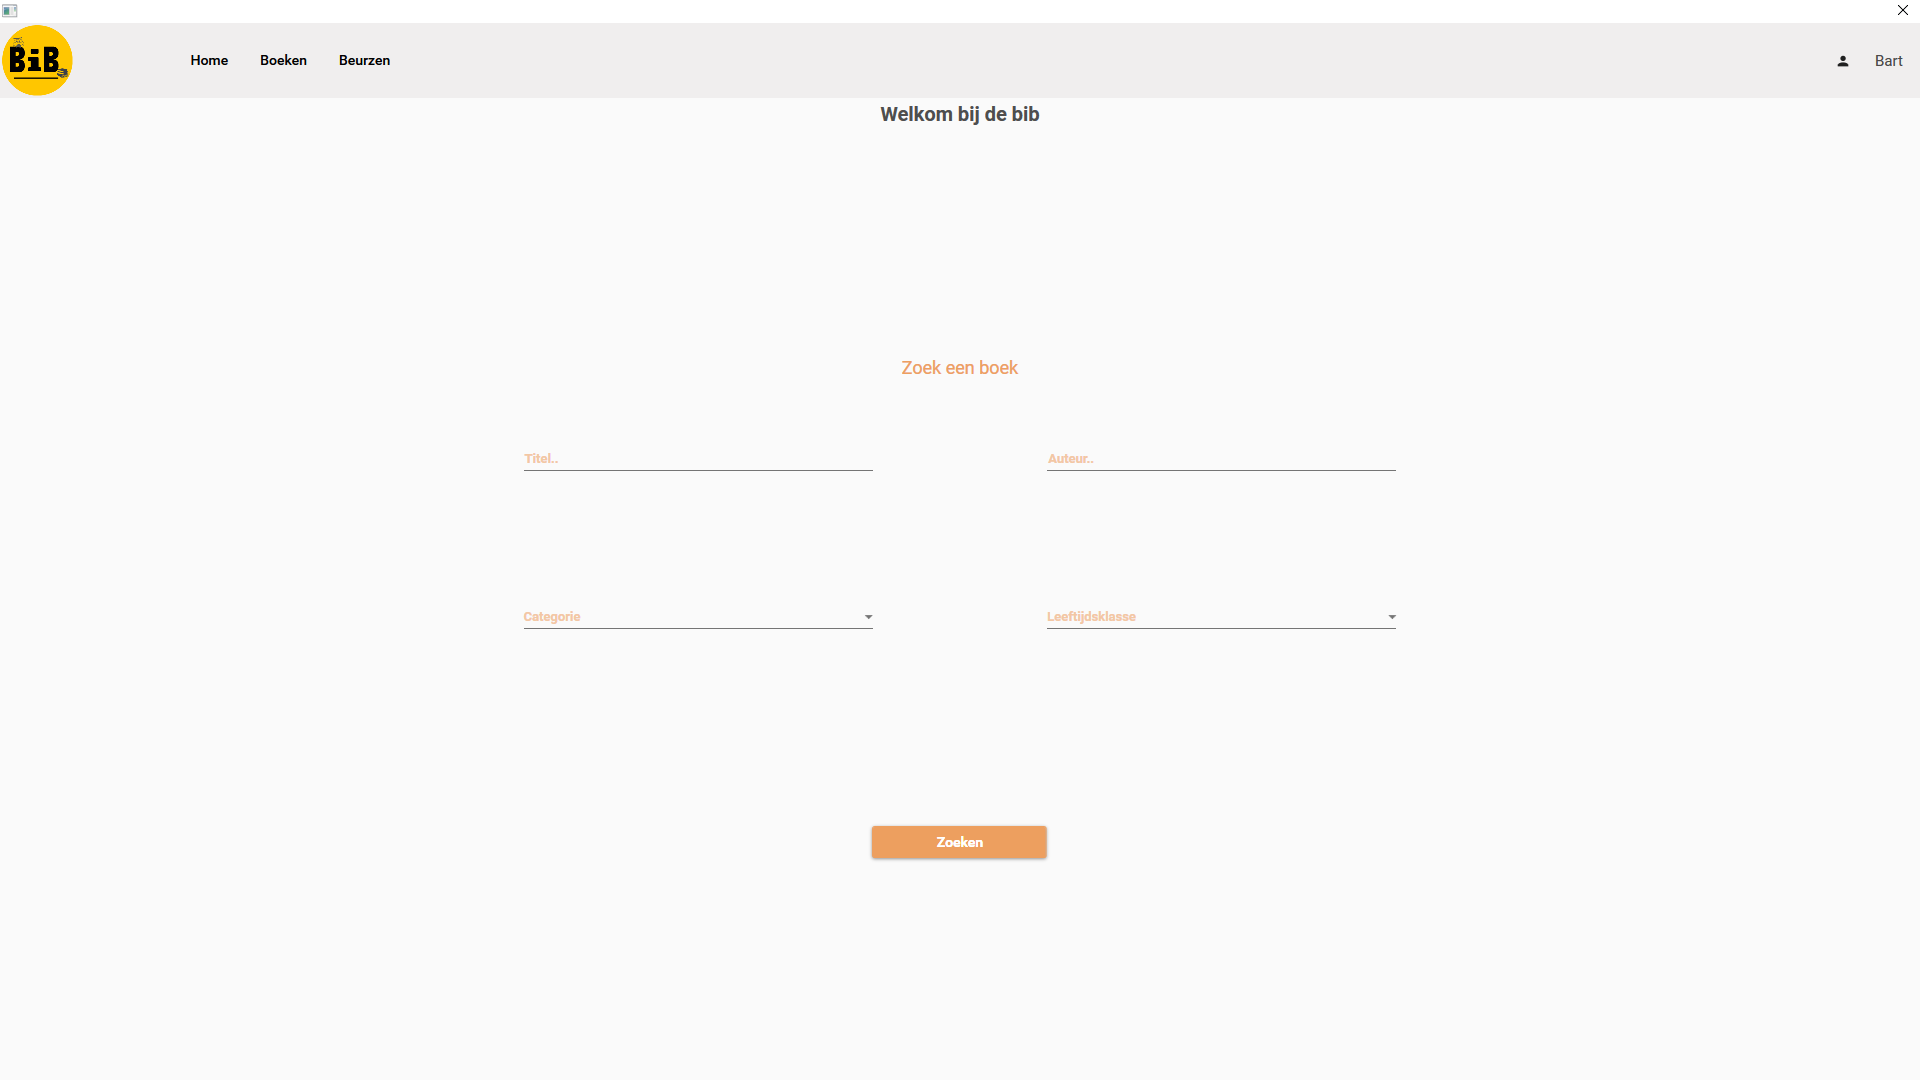 BiB
Home Boeken Beurzen Bart
Welkom bij de bib
Zoek een boek
Titel.. Auteur..
Categorie Leeftijdsklasse
Zoeken